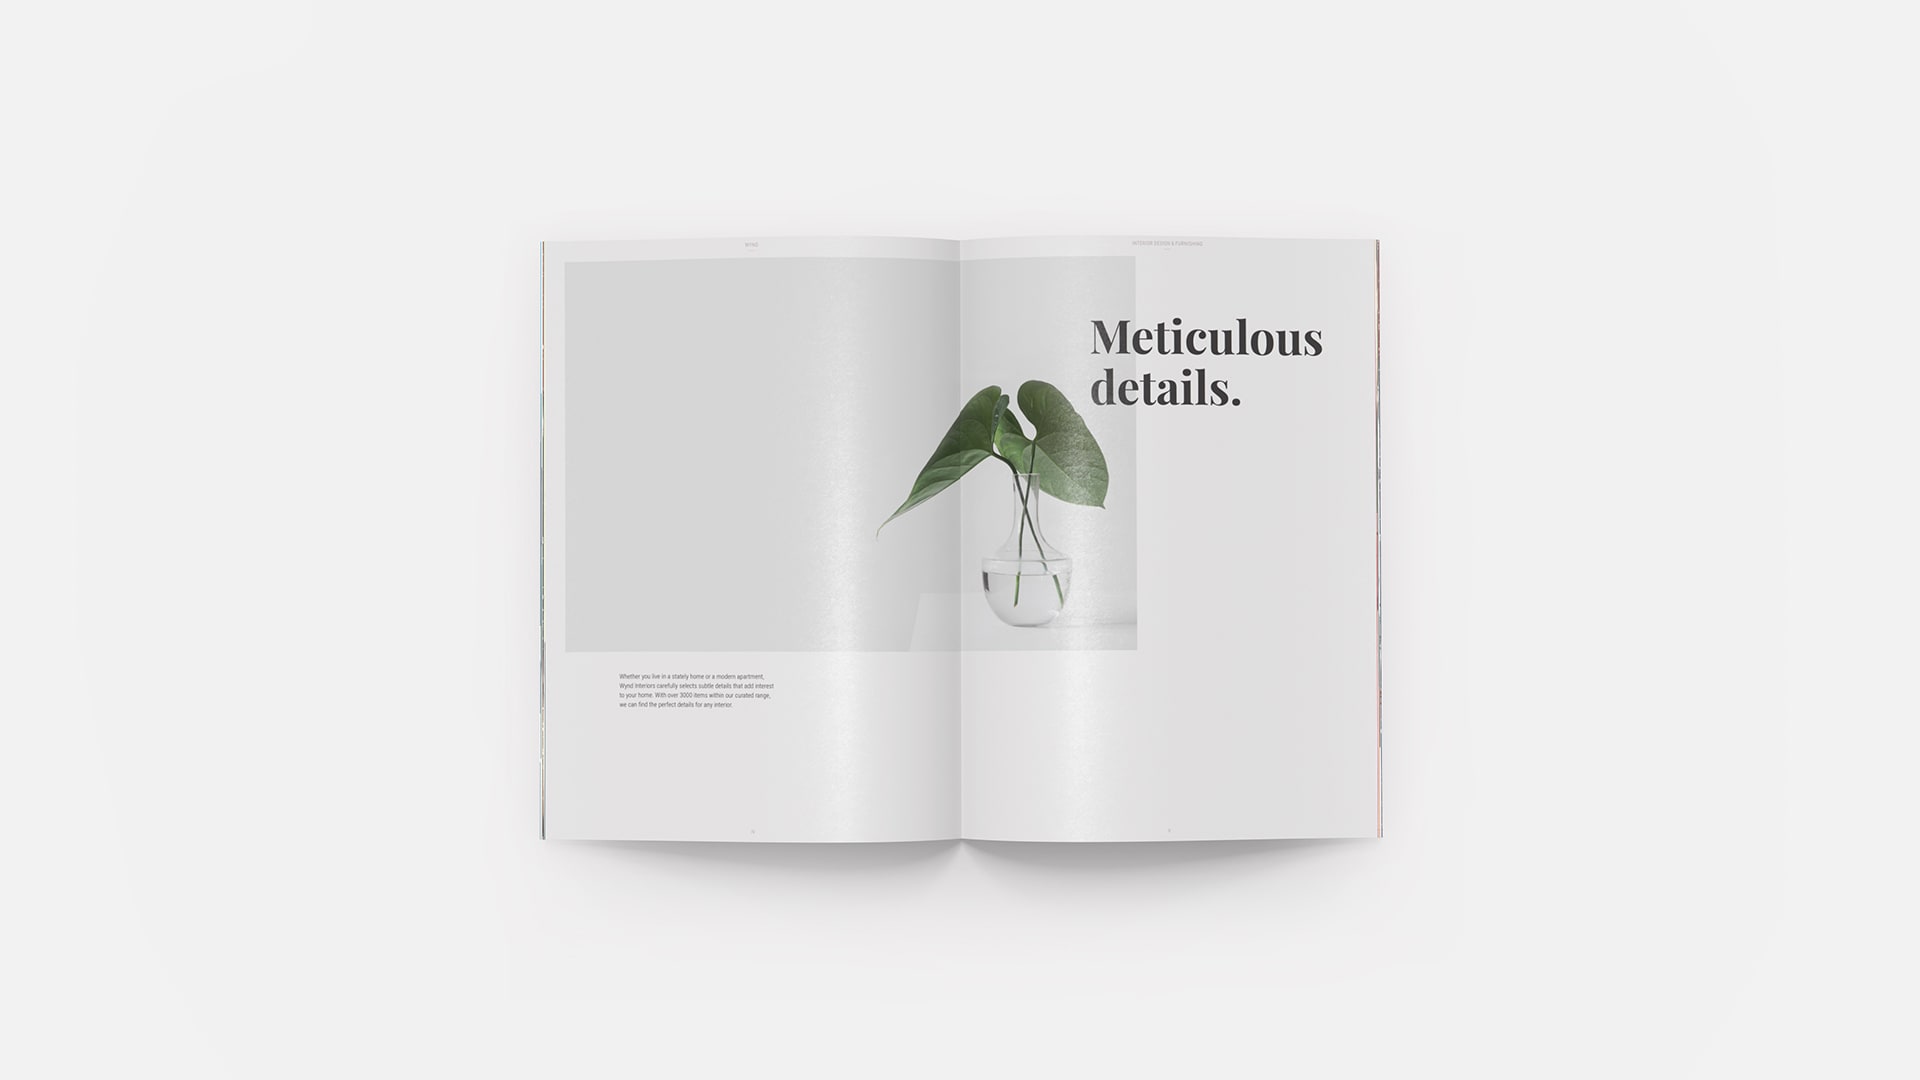 WYND
INTERIOR DESIGN & FURNISHING
Meticulous
details.
Whether you live in a stately home or a modern apartment,
Wynd Interiors carefully selects subtle details that add interest
to your home. With over 3000 items within our curated range,
we can find the perfect details for any interior.